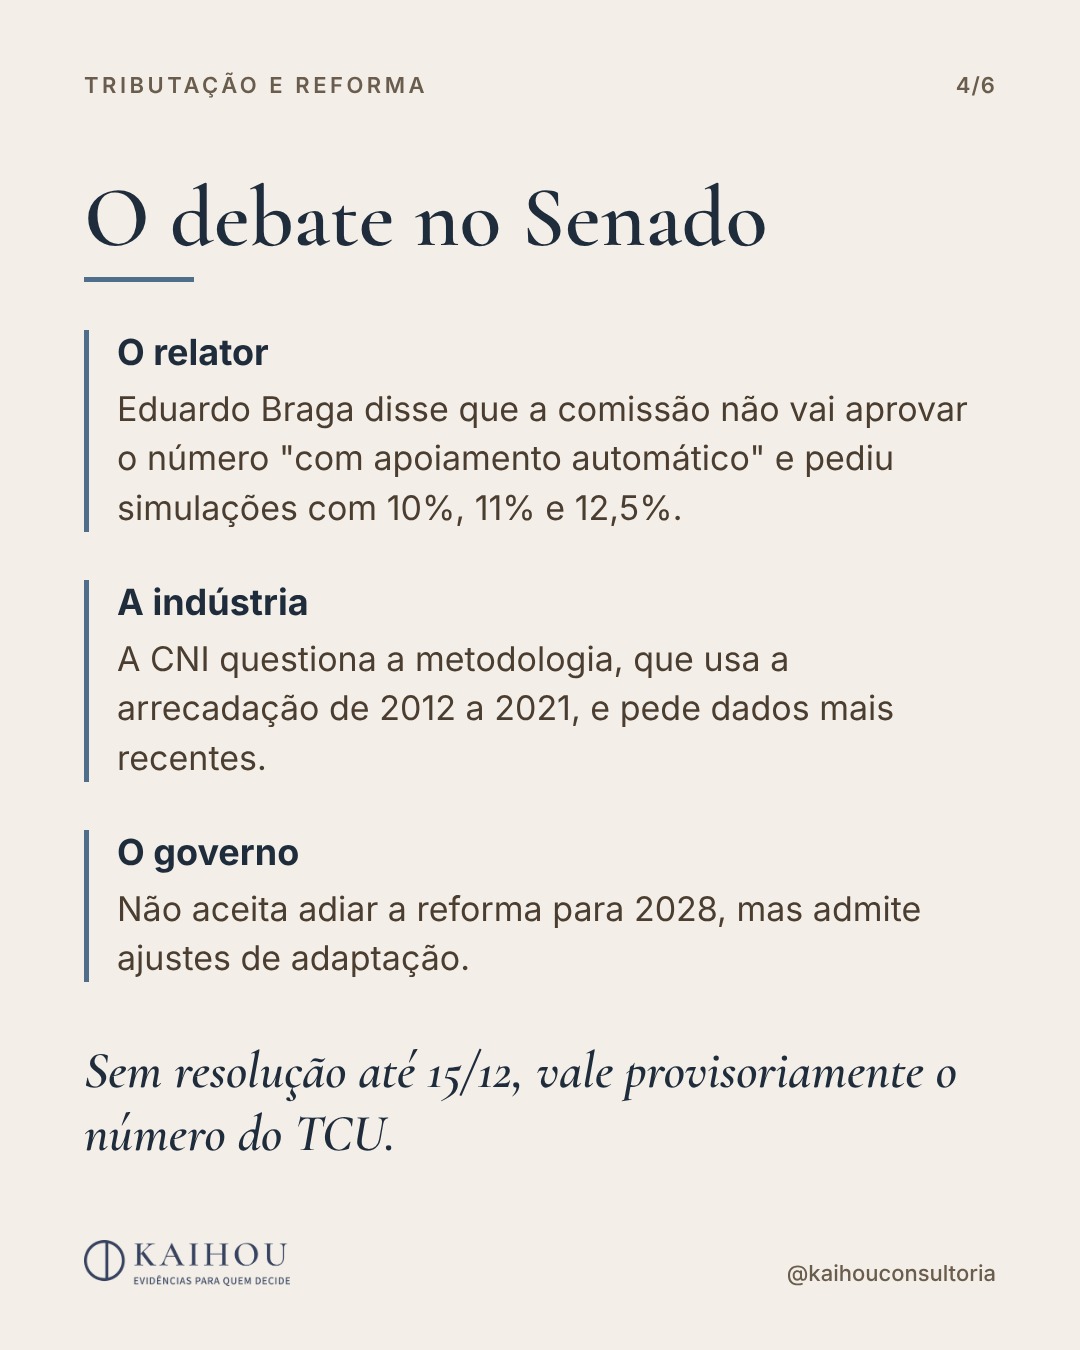 TRIBUTAÇÃO E REFORMA
4/6
O debate no Senado
O relator
Eduardo Braga disse que a comissão não vai aprovar
o número "com apoiamento automático" e pediu
simulações com 10%, 11% e 12,5%.
A indústria
A CNI questiona a metodologia, que usa a
arrecadação de 2012 a 2021, e pede dados mais
recentes.
O governo
Não aceita adiar a reforma para 2028, mas admite
ajustes de adaptação.
Sem resolução até 15/12, vale provisoriamente o
número do TCU.
KAIHOU
EVIDÊNCIAS PARA QUEM DECIDE
@kaihouconsultoria